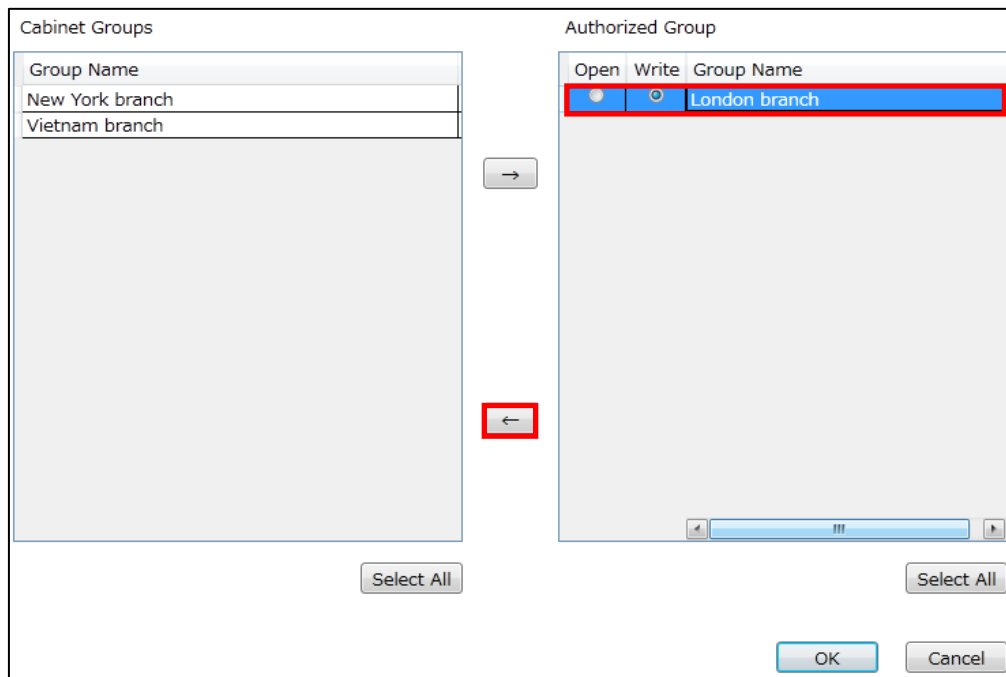 Cabinet Groups
Authorized Group
Group Name
Open Write Group Name
New York branch
London branch
Vietnam branch
→
←
Select All
Select All
OK
Cancel